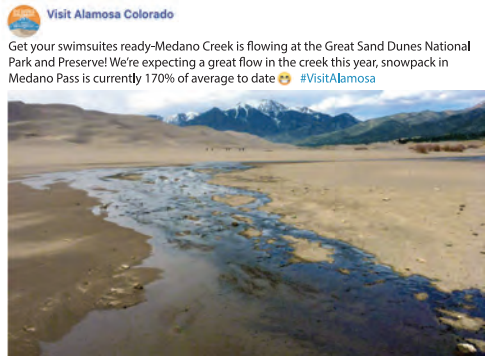 Visit Alamosa Colorado
Get your swimsuites ready-Medano Creek is flowing at the Great Sand Dunes National
Park and Preserve! We're expecting a great flow in the creek this year, snowpack in
Medano Pass is currently 170% of average to date 😁 #VisitAlamosa